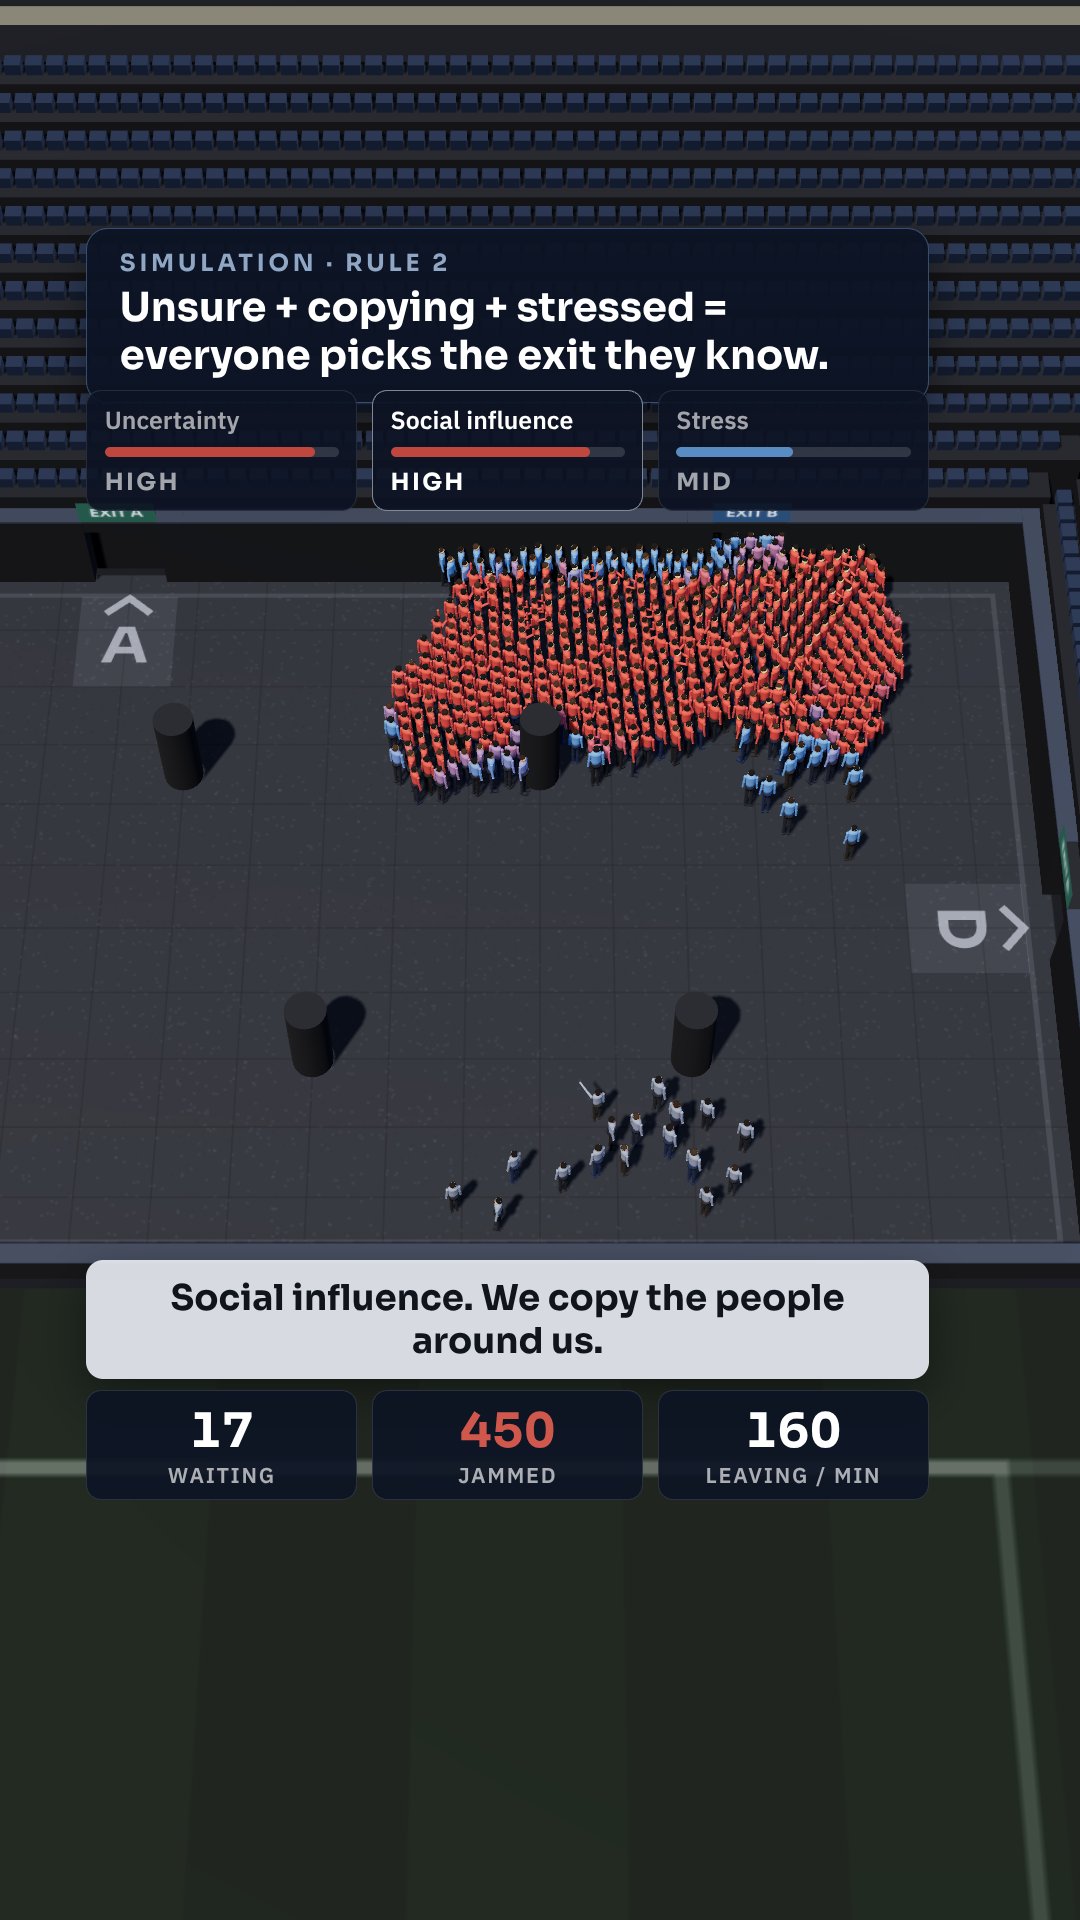 SIMULATION · RULE 2
Unsure + copying + stressed =
everyone picks the exit they know.
Uncertainty
HIGH
Social influence
HIGH
Stress
MID
EXIT A
EXIT B
A
D
Social influence. We copy the people
around us.
17
WAITING
450
JAMMED
160
LEAVING / MIN